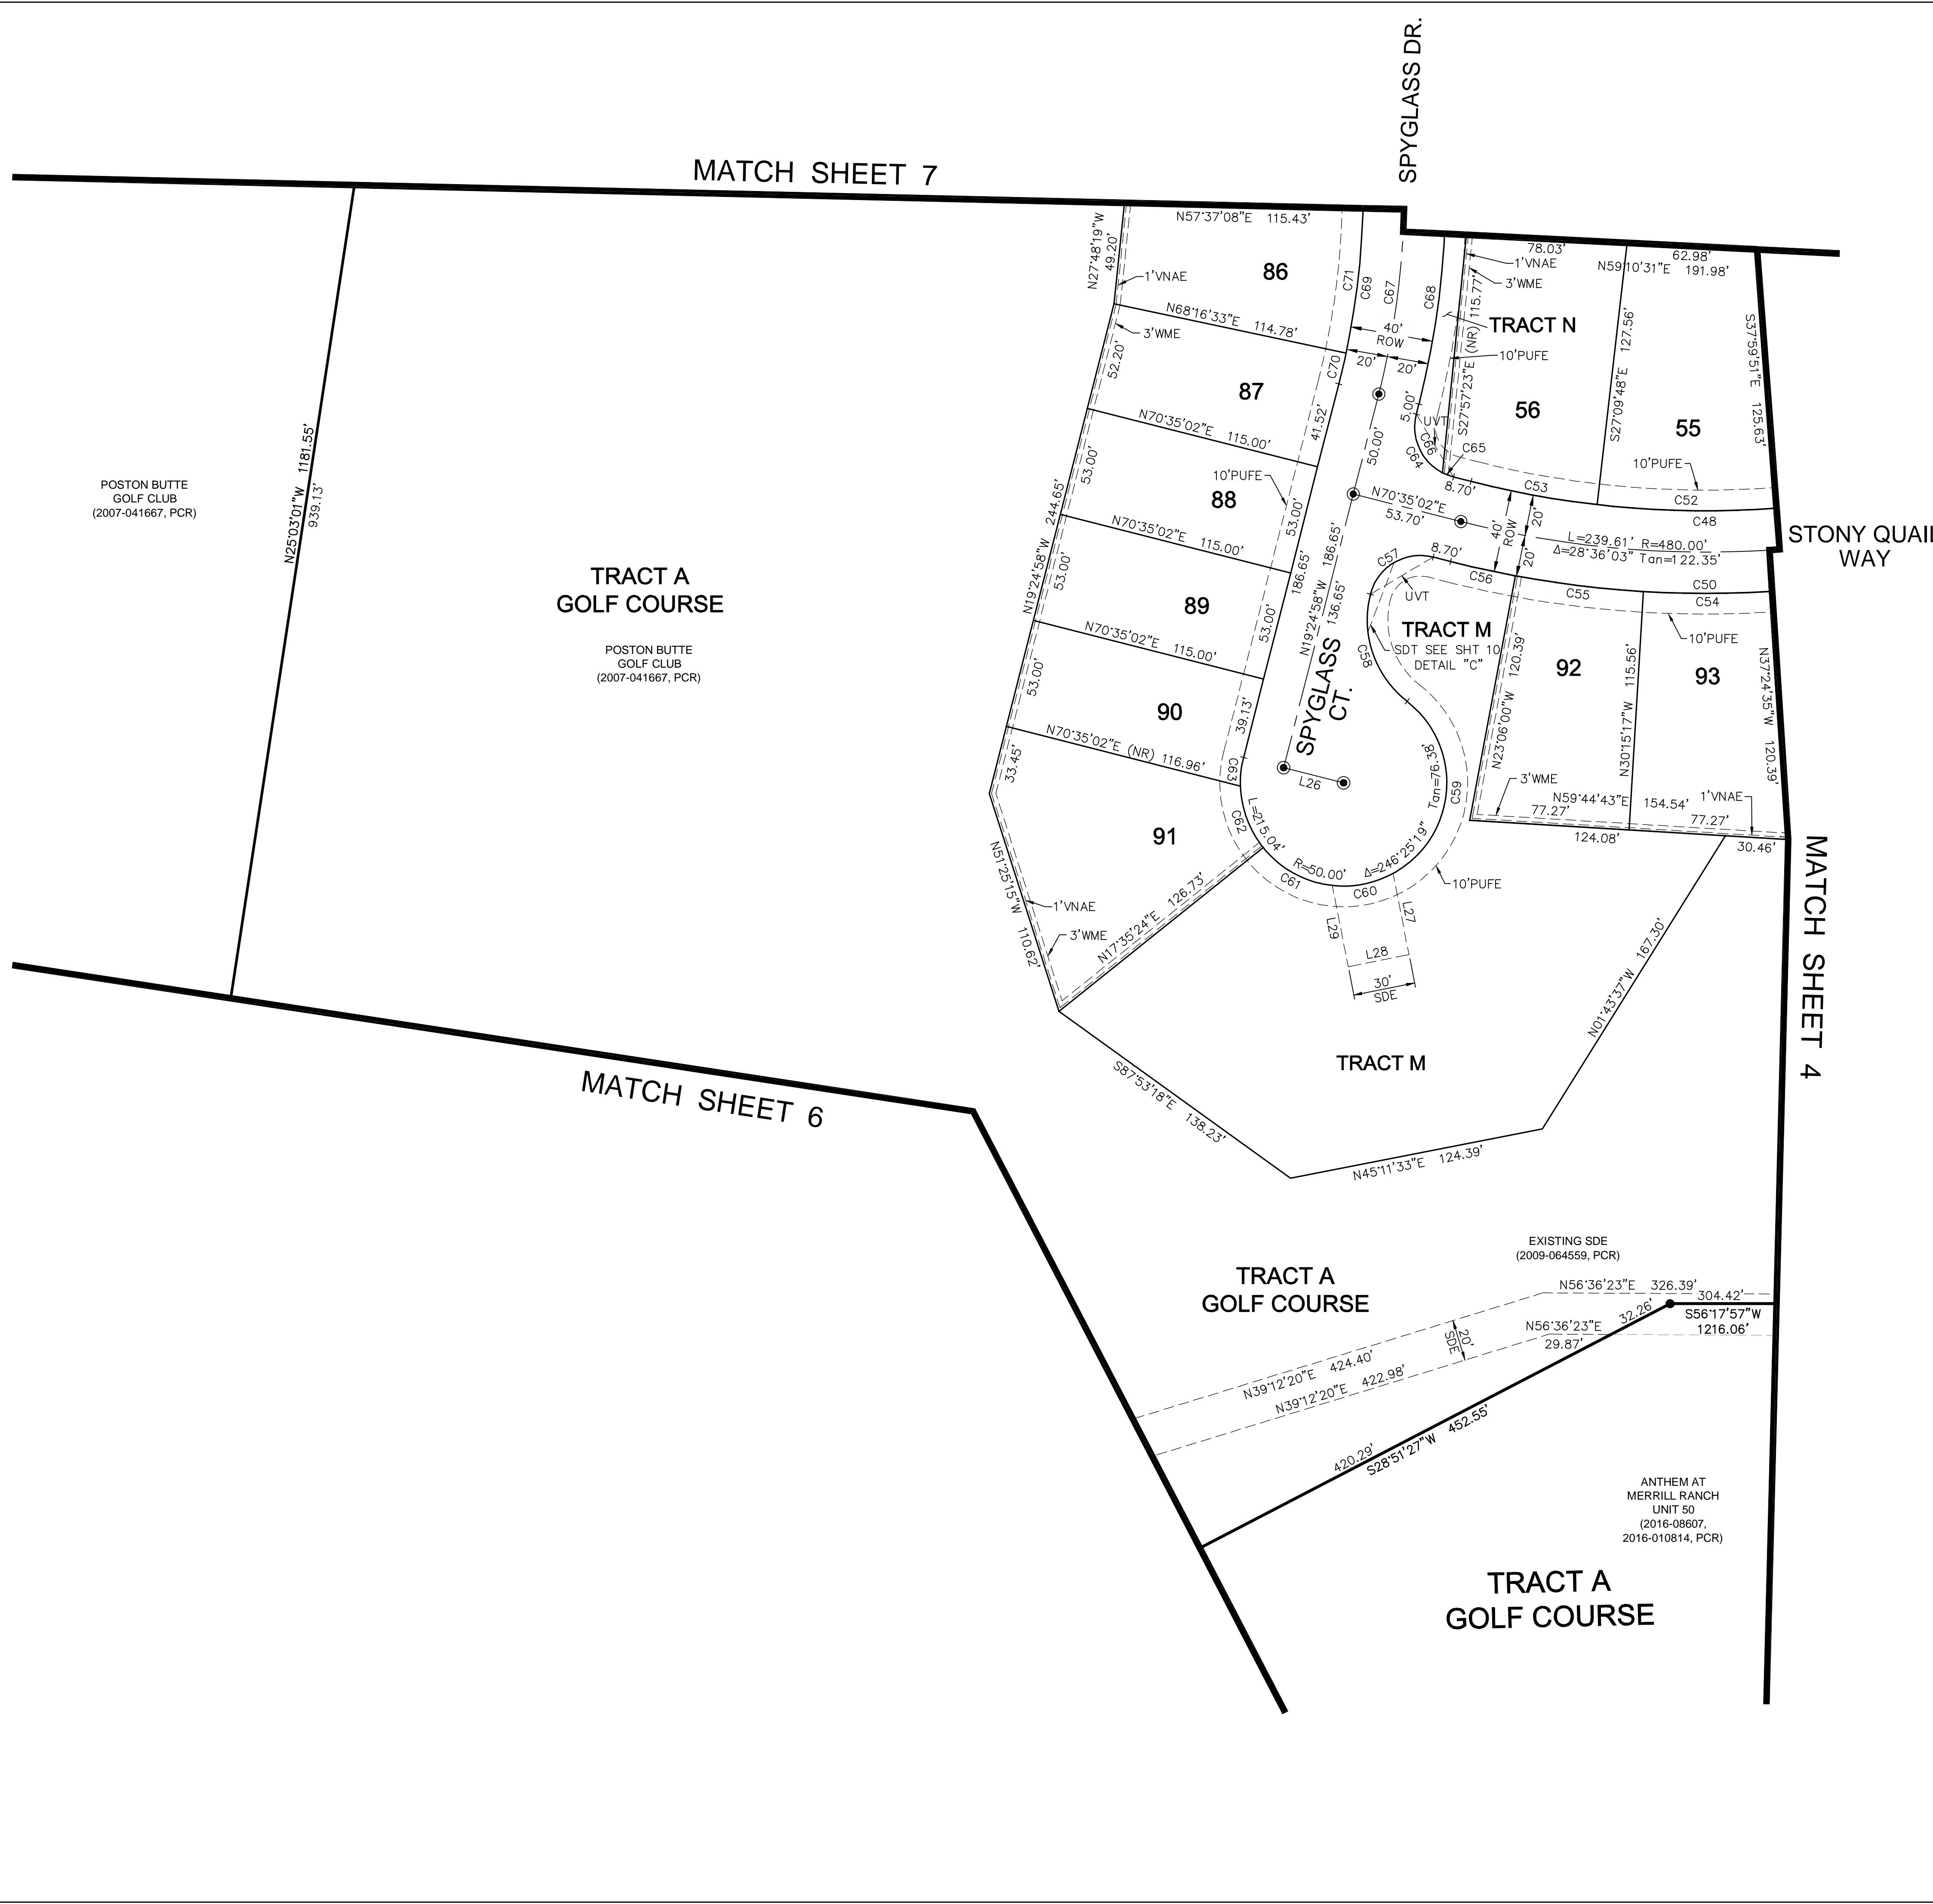 SPYGLASS DR.
MATCH SHEET 7
N57°37'08"E 115.43'
N27°48'19"W
49.20'
1'VNAE
86
C71
C69
C67
C68
N68°16'33"E 114.78'
3'WME
40'
ROW
20'
20'
78.03'
1'VNAE
3'WME
62.98'
N59°10'31"E 191.98'
TRACT N
10'PUFE
S27°57'23"E (NR) 115.77'
S27°09'48"E 127.56'
S37°59'51"E 125.63'
56
55
52.20'
87
C70
41.52'
5.00'
UVT
C66
C64
C65
10'PUFE
N70°35'02"E 115.00'
50.00'
8.70'
C53
C52
C48
53.00'
10'PUFE
88
53.00'
N70°35'02"E
53.70'
40'
ROW
20'
20'
L=239.61' R=480.00'
Δ=28°36'03" Tan=122.35'
STONY QUAIL
WAY
POSTON BUTTE
GOLF CLUB
(2007-041667, PCR)
N25°03'01"W 1181.55'
939.13'
TRACT A
GOLF COURSE
POSTON BUTTE
GOLF CLUB
(2007-041667, PCR)
N19°24'58"W 244.65'
53.00'
N70°35'02"E 115.00'
89
186.65'
53.00'
N19°24'58"W 186.65'
136.65'
C57
8.70'
C56
C55
C50
C54
UVT
10'PUFE
TRACT M
SDT SEE SHT 10
DETAIL "C"
C58
N70°35'02"E 115.00'
53.00'
90
39.13'
SPYGLASS
CT.
N23°06'00"W 120.39'
92
N30°15'17"W 115.56'
93
N37°24'35"W 120.39'
N70°35'02"E (NR) 116.96'
33.45'
C63
L26
Tan=76.38'
C59
3'WME
N59°44'43"E 154.54'
77.27'
77.27'
1'VNAE
124.08'
30.46'
91
C62
L=215.04'
R=50.00'
Δ=246°25'19"
C61
C60
10'PUFE
N51°25'15"W 110.62'
1'VNAE
3'WME
N17°35'24"E 126.73'
L29
L27
L28
30'
SDE
N01°43'37"W 167.30'
MATCH SHEET 4
TRACT M
MATCH SHEET 6
S87°53'18"E 138.23'
N45°11'33"E 124.39'
EXISTING SDE
(2009-064559, PCR)
TRACT A
GOLF COURSE
N56°36'23"E 326.39'
304.42'
32.26'
S56°17'57"W
1216.06'
N56°36'23"E
29.87'
20'
SDE
N39°12'20"E 424.40'
N39°12'20"E 422.98'
420.29'
S28°51'27"W 452.55'
ANTHEM AT
MERRILL RANCH
UNIT 50
(2016-08607,
2016-010814, PCR)
TRACT A
GOLF COURSE